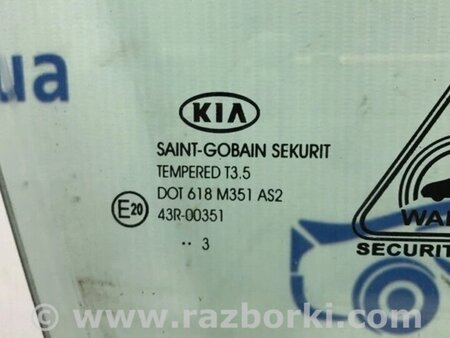 ua
KIA
SAINT-GOBAIN SEKURIT
TEMPERED T3.5
DOT 618 M351 AS2
E20 43R-00351
.. 3
SECURIT
© www.razborki.com